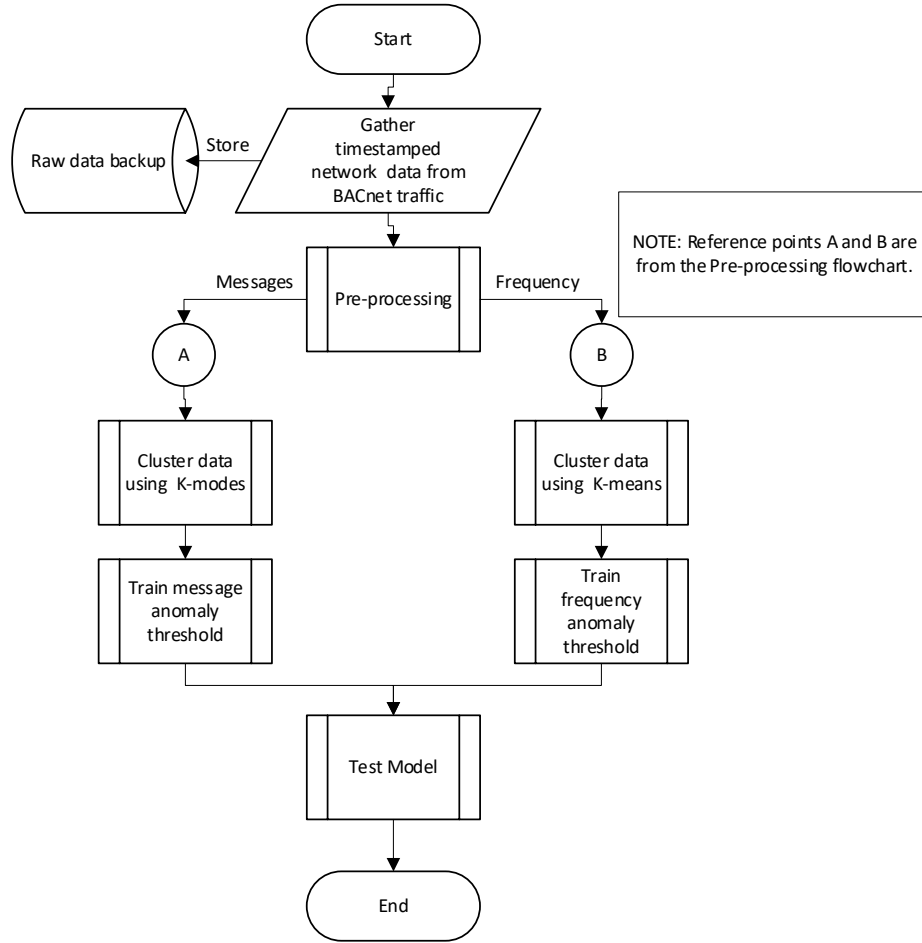 Start
Gather
timestamped
network data from
BACnet traffic
Store
Raw data backup
NOTE: Reference points A and B are
from the Pre-processing flowchart.
Messages
Pre-processing
Frequency
A
B
Cluster data
using K-modes
Cluster data
using K-means
Train message
anomaly
threshold
Train
frequency
anomaly
threshold
Test Model
End